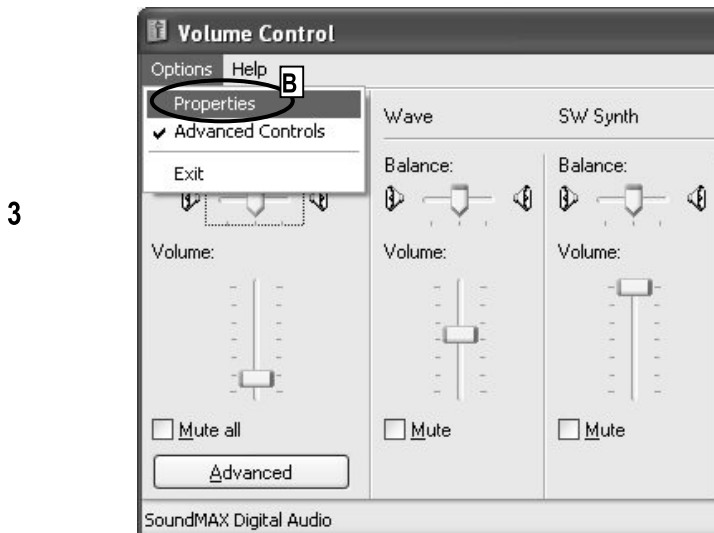 Volume Control
Options Help
B
Properties
Advanced Controls
Exit
Wave
SW Synth
Balance:
Balance:
3
Volume:
Volume:
Volume:
Mute all
Mute
Mute
Advanced
SoundMAX Digital Audio